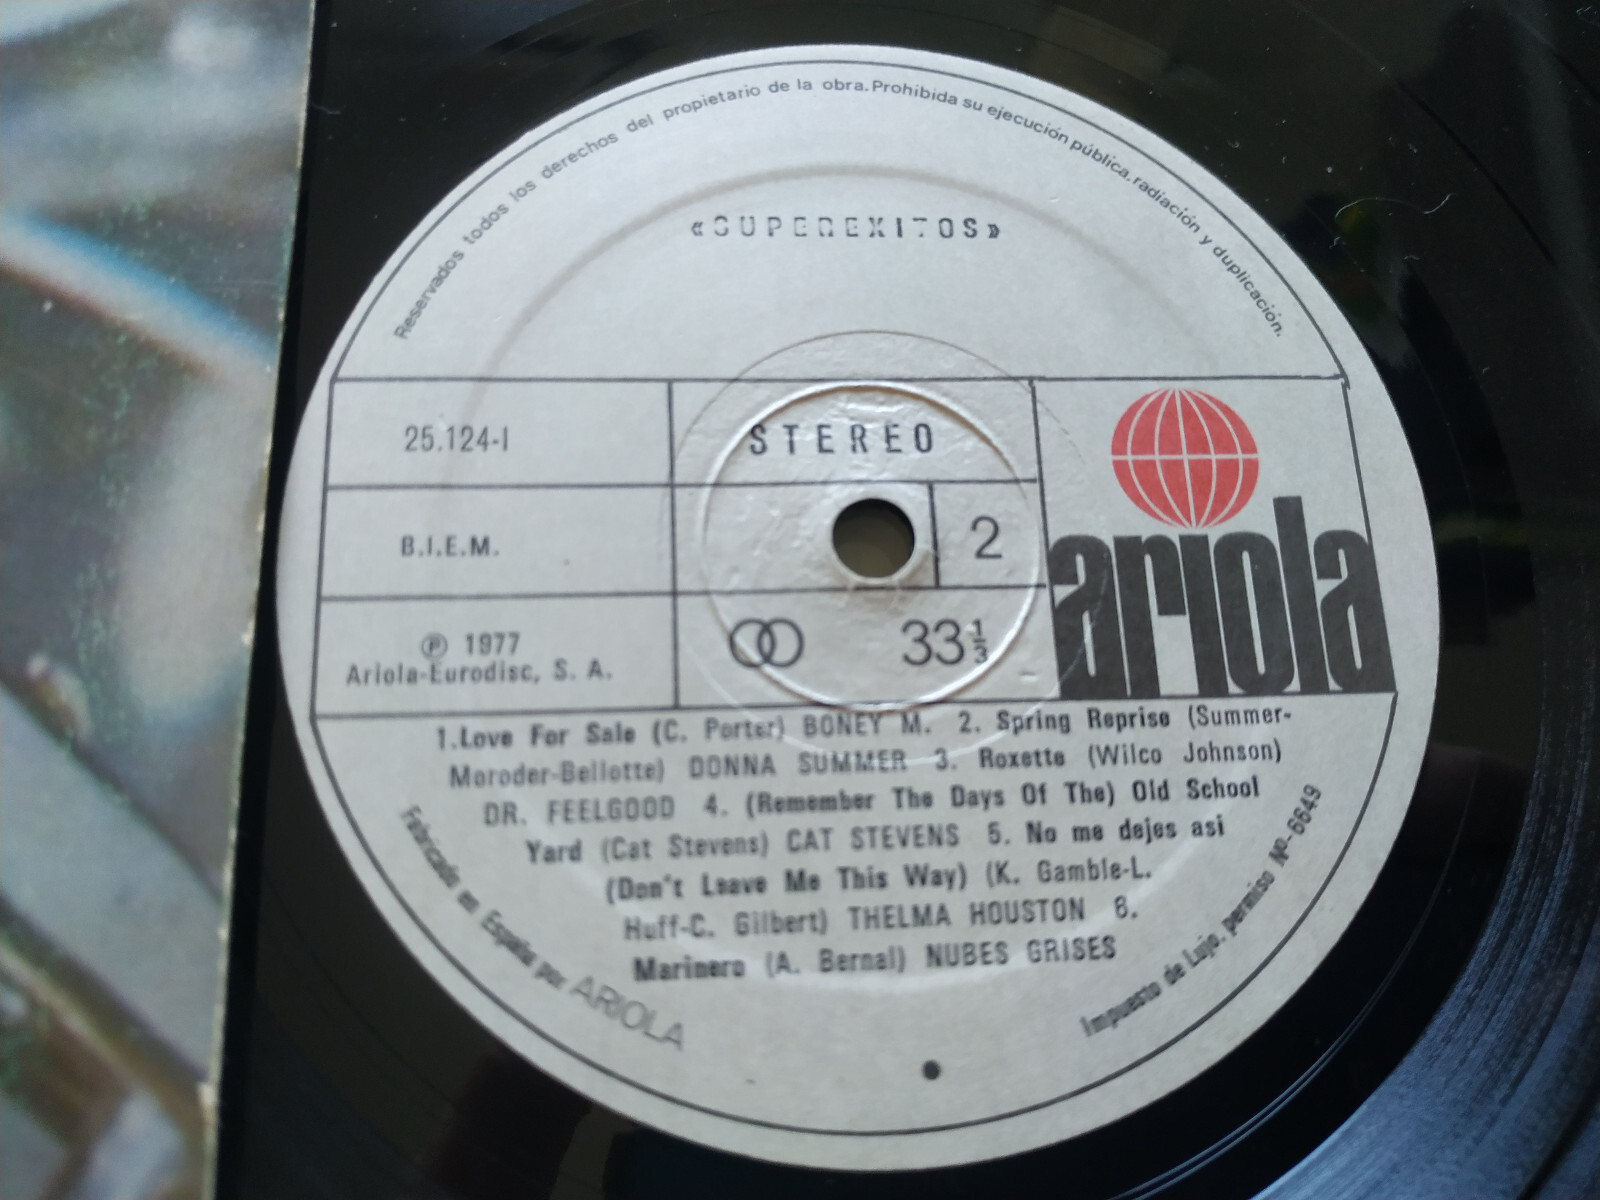 Reservados todos los derechos del propietario de la obra. Prohibida su ejecución pública, radiación y duplicación.
«SUPEREXITOS»
25.124-I
STEREO
B.I.E.M.
2
℗ 1977
Ariola-Eurodisc, S. A.
33 1/3
ariola
1.Love For Sale (C. Porter) BONEY M. 2. Spring Reprise (Summer-
Moroder-Bellotte) DONNA SUMMER 3. Roxette (Wilco Johnson)
DR. FEELGOOD 4. (Remember The Days Of The) Old School
Yard (Cat Stevens) CAT STEVENS 5. No me dejes asi
(Don't Leave Me This Way) (K. Gamble-L.
Huff-C. Gilbert) THELMA HOUSTON 6.
Marinero (A. Bernal) NUBES GRISES
Fabricado en España por ARIOLA
Impuesto de Lujo, permiso Nº-6649